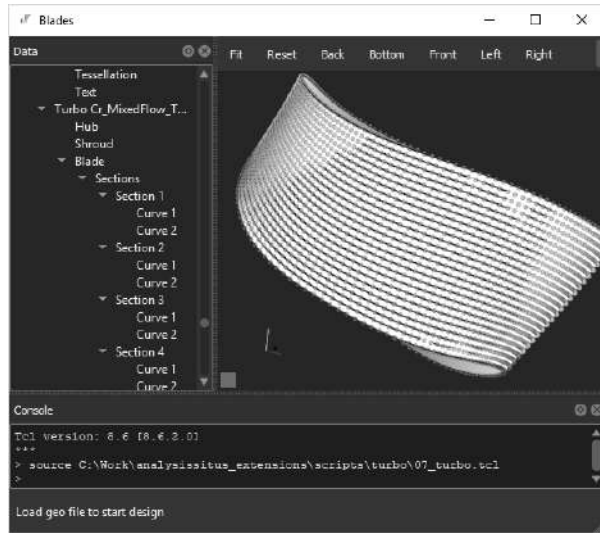 Blades
Data
Fit Reset Back Bottom Front Left Right
Tessellation
Text
Turbo Cr_MixedFlow_T...
Hub
Shroud
Blade
Sections
Section 1
Curve 1
Curve 2
Section 2
Curve 1
Curve 2
Section 3
Curve 1
Curve 2
Section 4
Curve 1
Curve 2
Console
Tcl version: 8.6 [8.6.2.0]
***
> source C:\Work\analysissitus_extensions\scripts\turbo\07_turbo.tcl
>
Load geo file to start design